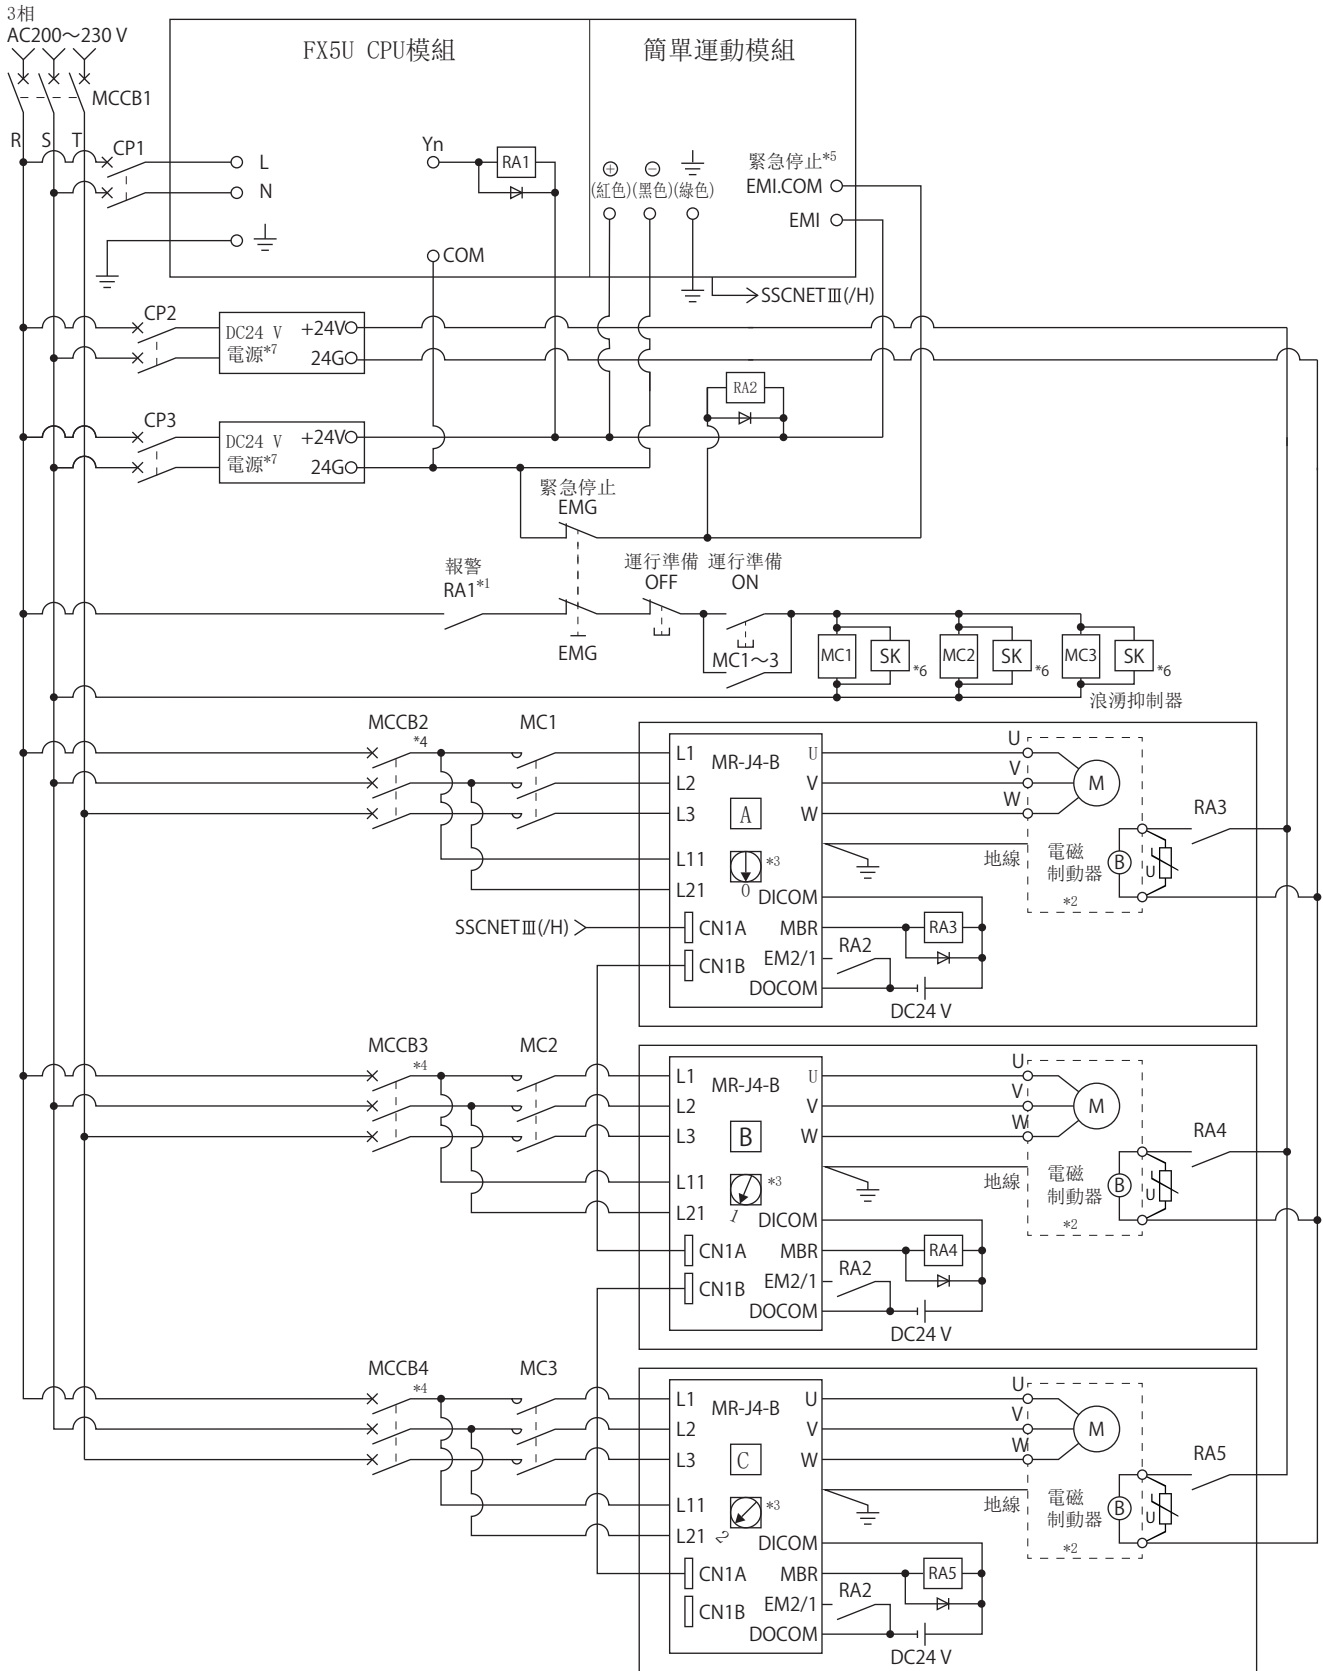 3相
AC200～230 V
FX5U CPU模組
簡單運動模組
MCCB1
R S T
CP1
L
N
Yn
RA1
COM
⊕
(紅色)
⊖
(黑色)
(綠色)
緊急停止*5
EMI.COM
EMI
SSCNETⅢ(/H)
CP2
DC24 V
電源*7
+24V
24G
RA2
CP3
DC24 V
電源*7
+24V
24G
緊急停止
EMG
報警
RA1*1
EMG
運行準備
OFF
運行準備
ON
MC1～3
MC1
SK
*6
MC2
SK
*6
MC3
SK
*6
浪湧抑制器
MCCB2
*4
MC1
L1
L2
L3
L11
L21
CN1A
CN1B
MR-J4-B
A
*3
0
U
V
W
DICOM
MBR
EM2/1
DOCOM
SSCNETⅢ(/H)
地線
U
V
W
M
電磁
制動器
*2
B
U
RA3
RA3
RA2
DC24 V
MCCB3
*4
MC2
L1
L2
L3
L11
L21
CN1A
CN1B
MR-J4-B
B
*3
1
U
V
W
DICOM
MBR
EM2/1
DOCOM
地線
U
V
W
M
電磁
制動器
*2
B
U
RA4
RA4
RA2
DC24 V
MCCB4
*4
MC3
L1
L2
L3
L11
L21
CN1A
CN1B
MR-J4-B
C
*3
2
U
V
W
DICOM
MBR
EM2/1
DOCOM
地線
U
V
W
M
電磁
制動器
*2
B
U
RA5
RA5
RA2
DC24 V